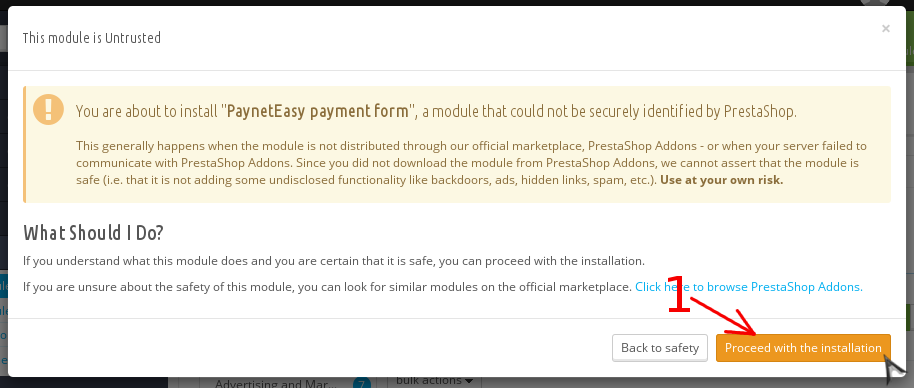 This module is Untrusted
×
You are about to install "PaynetEasy payment form", a module that could not be securely identified by PrestaShop.
This generally happens when the module is not distributed through our official marketplace, PrestaShop Addons - or when your server failed to
communicate with PrestaShop Addons. Since you did not download the module from PrestaShop Addons, we cannot assert that the module is
safe (i.e. that it is not adding some undisclosed functionality like backdoors, ads, hidden links, spam, etc.). Use at your own risk.
What Should I Do?
If you understand what this module does and you are certain that it is safe, you can proceed with the installation.
If you are unsure about the safety of this module, you can look for similar modules on the official marketplace. Click here to browse PrestaShop Addons.
1
Back to safety
Proceed with the installation
Advertising and Mar... 7
bulk actions